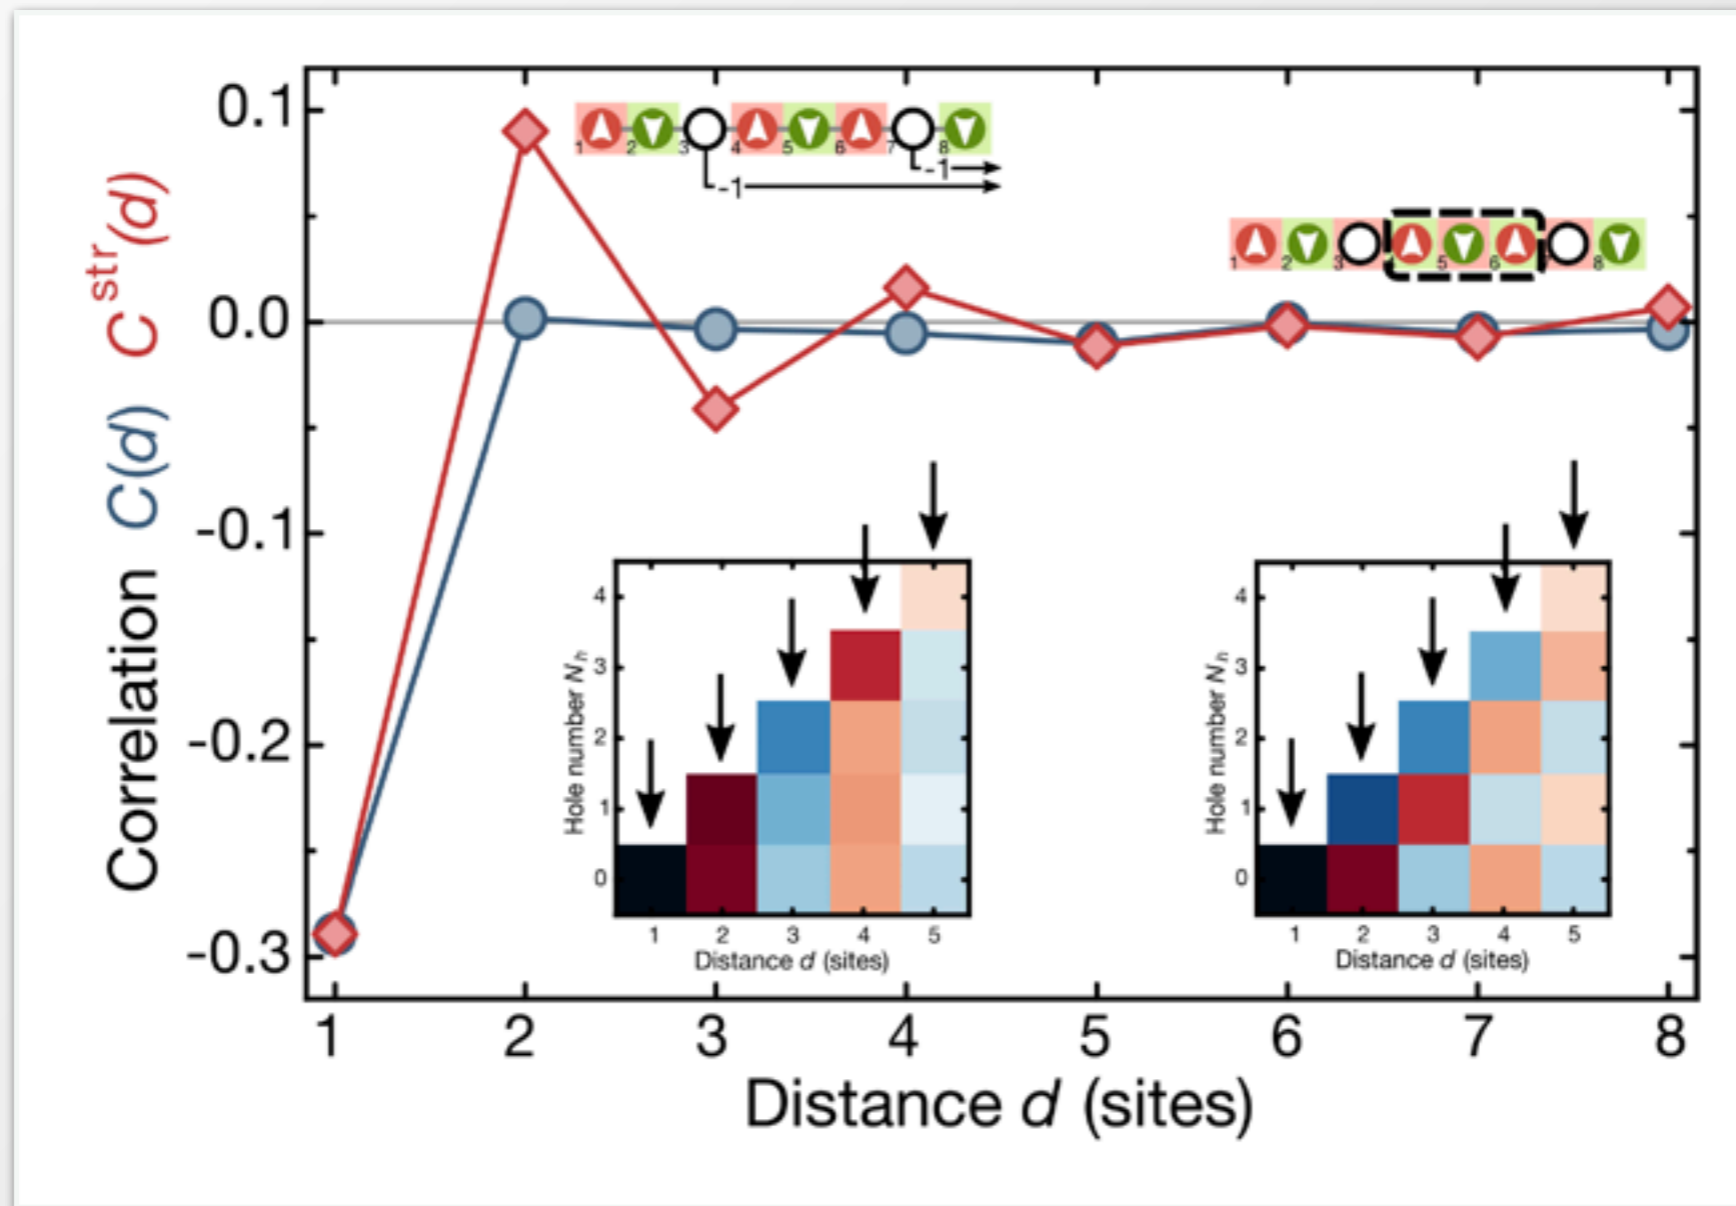 Correlation C(d) C^str(d)
0.1
0.0
-0.1
-0.2
-0.3
1 2 3 4 5 6 7 8
-1
-1
1 2 3 5 6 8
Hole number N_h
4
3
2
1
0
1 2 3 4 5
Distance d (sites)
Hole number N_h
4
3
2
1
0
1 2 3 4 5
Distance d (sites)
1 2 3 4 5 6 7 8
Distance d (sites)